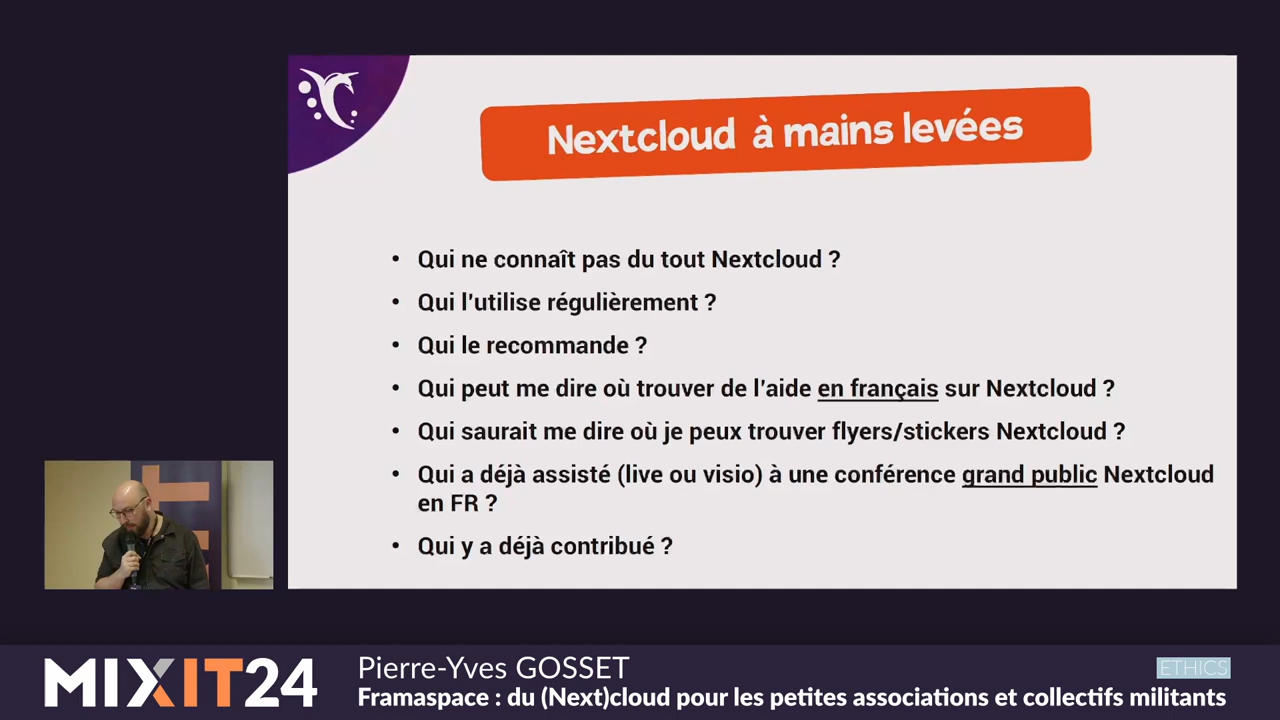 Nextcloud à mains levées
• Qui ne connaît pas du tout Nextcloud ?
• Qui l'utilise régulièrement ?
• Qui le recommande ?
• Qui peut me dire où trouver de l'aide en français sur Nextcloud ?
• Qui saurait me dire où je peux trouver flyers/stickers Nextcloud ?
• Qui a déjà assisté (live ou visio) à une conférence grand public Nextcloud
en FR ?
• Qui y a déjà contribué ?
MIXIT24
Pierre-Yves GOSSET
ETHICS
Framaspace : du (Next)cloud pour les petites associations et collectifs militants